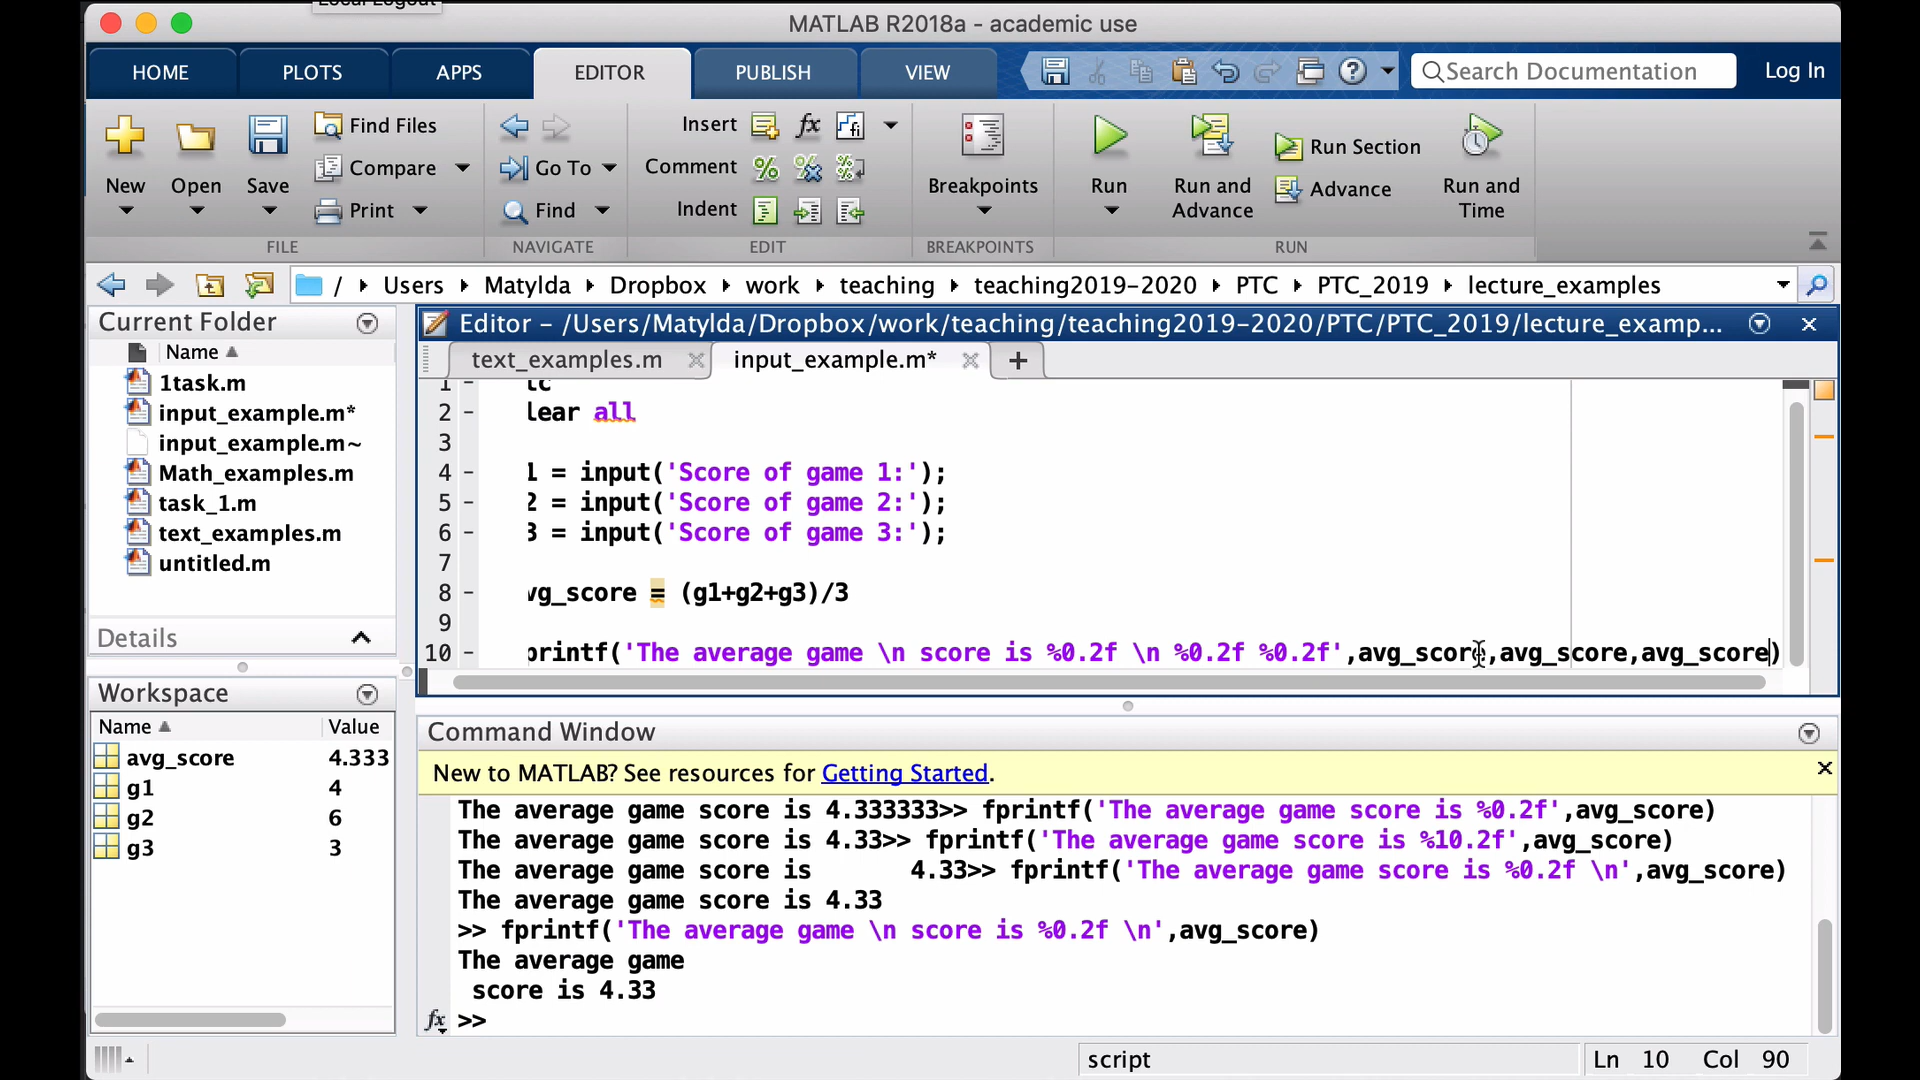 Local Logout
MATLAB R2018a - academic use
HOME PLOTS APPS EDITOR PUBLISH VIEW Search Documentation Log In
New Open Save
Find Files
Compare
Print
FILE
Go To
Find
NAVIGATE
Insert fx
Comment
Indent
EDIT
Breakpoints
BREAKPOINTS
Run
Run and Advance
Run Section
Advance
Run and Time
RUN
/ Users Matylda Dropbox work teaching teaching2019-2020 PTC PTC_2019 lecture_examples
Current Folder
Name
1task.m
input_example.m*
input_example.m~
Math_examples.m
task_1.m
text_examples.m
untitled.m
Details
Workspace
Name Value
avg_score 4.333
g1 4
g2 6
g3 3
Editor - /Users/Matylda/Dropbox/work/teaching/teaching2019-2020/PTC/PTC_2019/lecture_examp...
text_examples.m input_example.m* +
1 - lc
2 - lear all
3
4 - 1 = input('Score of game 1:');
5 - 2 = input('Score of game 2:');
6 - 3 = input('Score of game 3:');
7
8 - vg_score = (g1+g2+g3)/3
9
10 - printf('The average game \n score is %0.2f \n %0.2f %0.2f',avg_score,avg_score,avg_score)
Command Window
New to MATLAB? See resources for Getting Started.
The average game score is 4.333333>> fprintf('The average game score is %0.2f',avg_score)
The average game score is 4.33>> fprintf('The average game score is %10.2f',avg_score)
The average game score is       4.33>> fprintf('The average game score is %0.2f \n',avg_score)
The average game score is 4.33
>> fprintf('The average game \n score is %0.2f \n',avg_score)
The average game
score is 4.33
fx >>
script Ln 10 Col 90